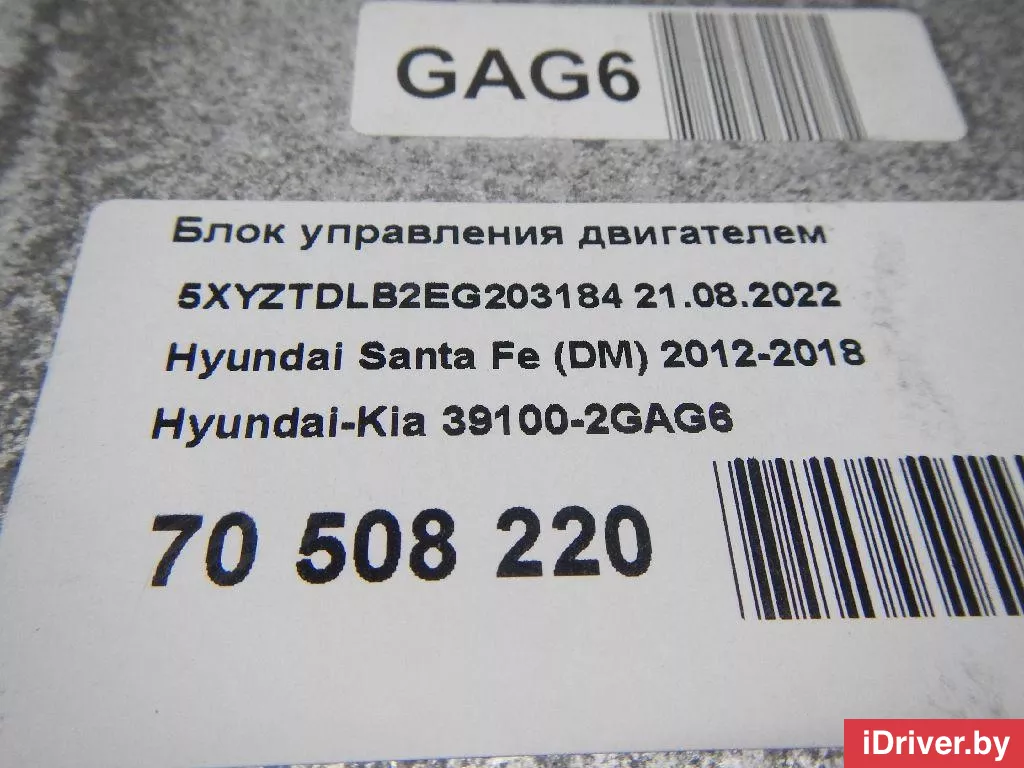 GAG6
Блок управления двигателем
5XYZTDLB2EG203184 21.08.2022
Hyundai Santa Fe (DM) 2012-2018
Hyundai-Kia 39100-2GAG6
70 508 220
iDriver.by